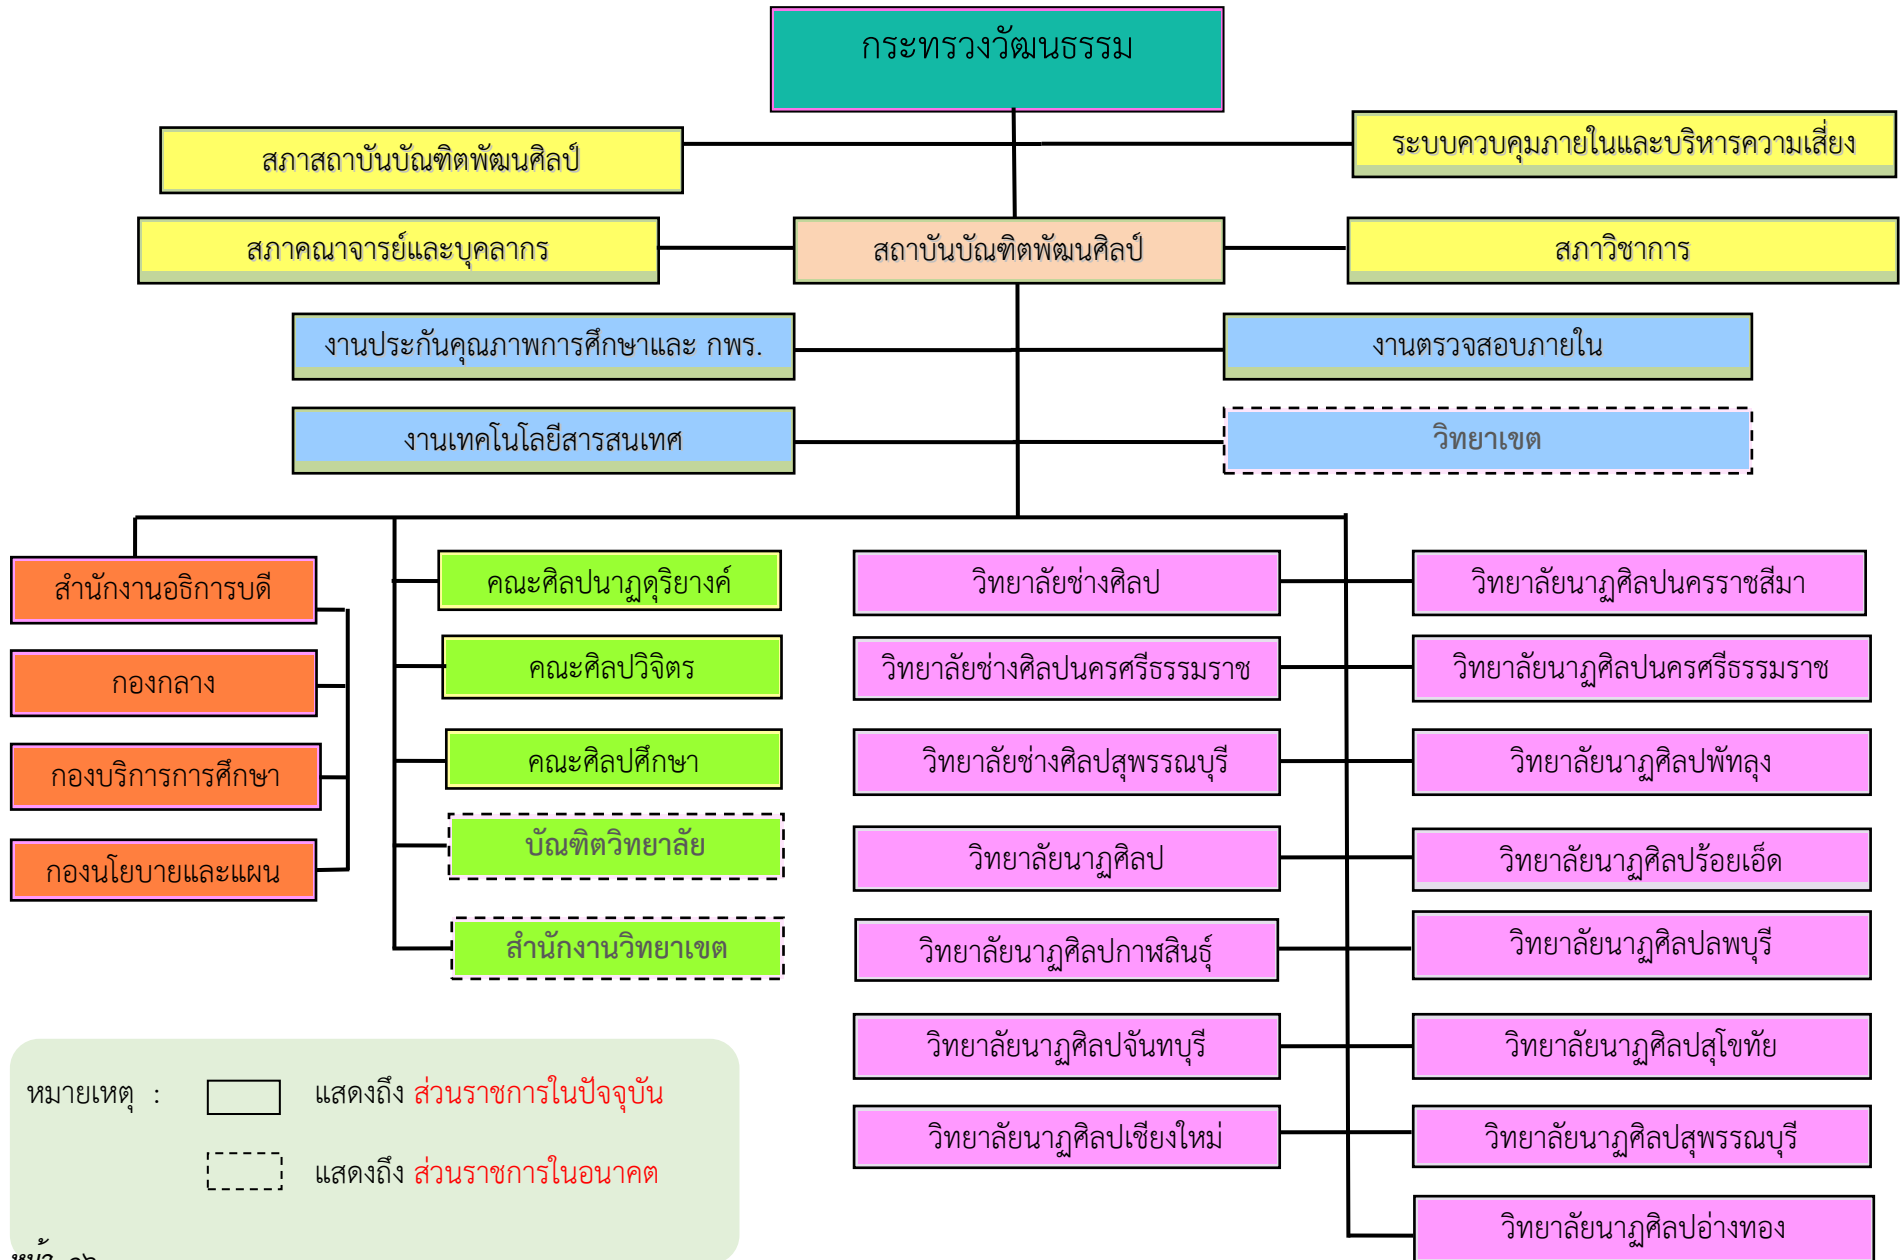 กระทรวงวัฒนธรรม
สภาสถาบันบัณฑิตพัฒนศิลป์
ระบบควบคุมภายในและบริหารความเสี่ยง
สภาคณาจารย์และบุคลากร
สถาบันบัณฑิตพัฒนศิลป์
สภาวิชาการ
งานประกันคุณภาพการศึกษาและ กพร.
งานตรวจสอบภายใน
งานเทคโนโลยีสารสนเทศ
วิทยาเขต
สำนักงานอธิการบดี
กองกลาง
กองบริการการศึกษา
กองนโยบายและแผน
คณะศิลปนาฏดุริยางค์
คณะศิลปวิจิตร
คณะศิลปศึกษา
บัณฑิตวิทยาลัย
สำนักงานวิทยาเขต
วิทยาลัยช่างศิลป
วิทยาลัยช่างศิลปนครศรีธรรมราช
วิทยาลัยช่างศิลปสุพรรณบุรี
วิทยาลัยนาฏศิลป
วิทยาลัยนาฏศิลปกาฬสินธุ์
วิทยาลัยนาฏศิลปจันทบุรี
วิทยาลัยนาฏศิลปเชียงใหม่
วิทยาลัยนาฏศิลปนครราชสีมา
วิทยาลัยนาฏศิลปนครศรีธรรมราช
วิทยาลัยนาฏศิลปพัทลุง
วิทยาลัยนาฏศิลปร้อยเอ็ด
วิทยาลัยนาฏศิลปลพบุรี
วิทยาลัยนาฏศิลปสุโขทัย
วิทยาลัยนาฏศิลปสุพรรณบุรี
วิทยาลัยนาฏศิลปอ่างทอง
หมายเหตุ : แสดงถึง ส่วนราชการในปัจจุบัน
แสดงถึง ส่วนราชการในอนาคต
หน้า